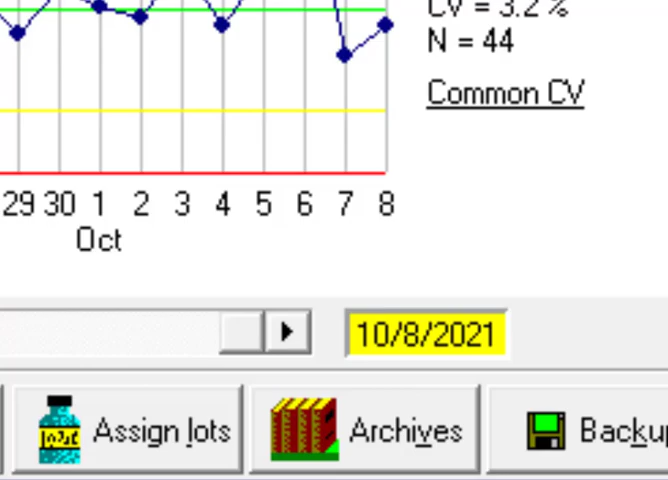 CV = 3.2 %
N = 44
Common CV
29 30 1 2 3 4 5 6 7 8
Oct
10/8/2021
Assign lots
Archives
Backup